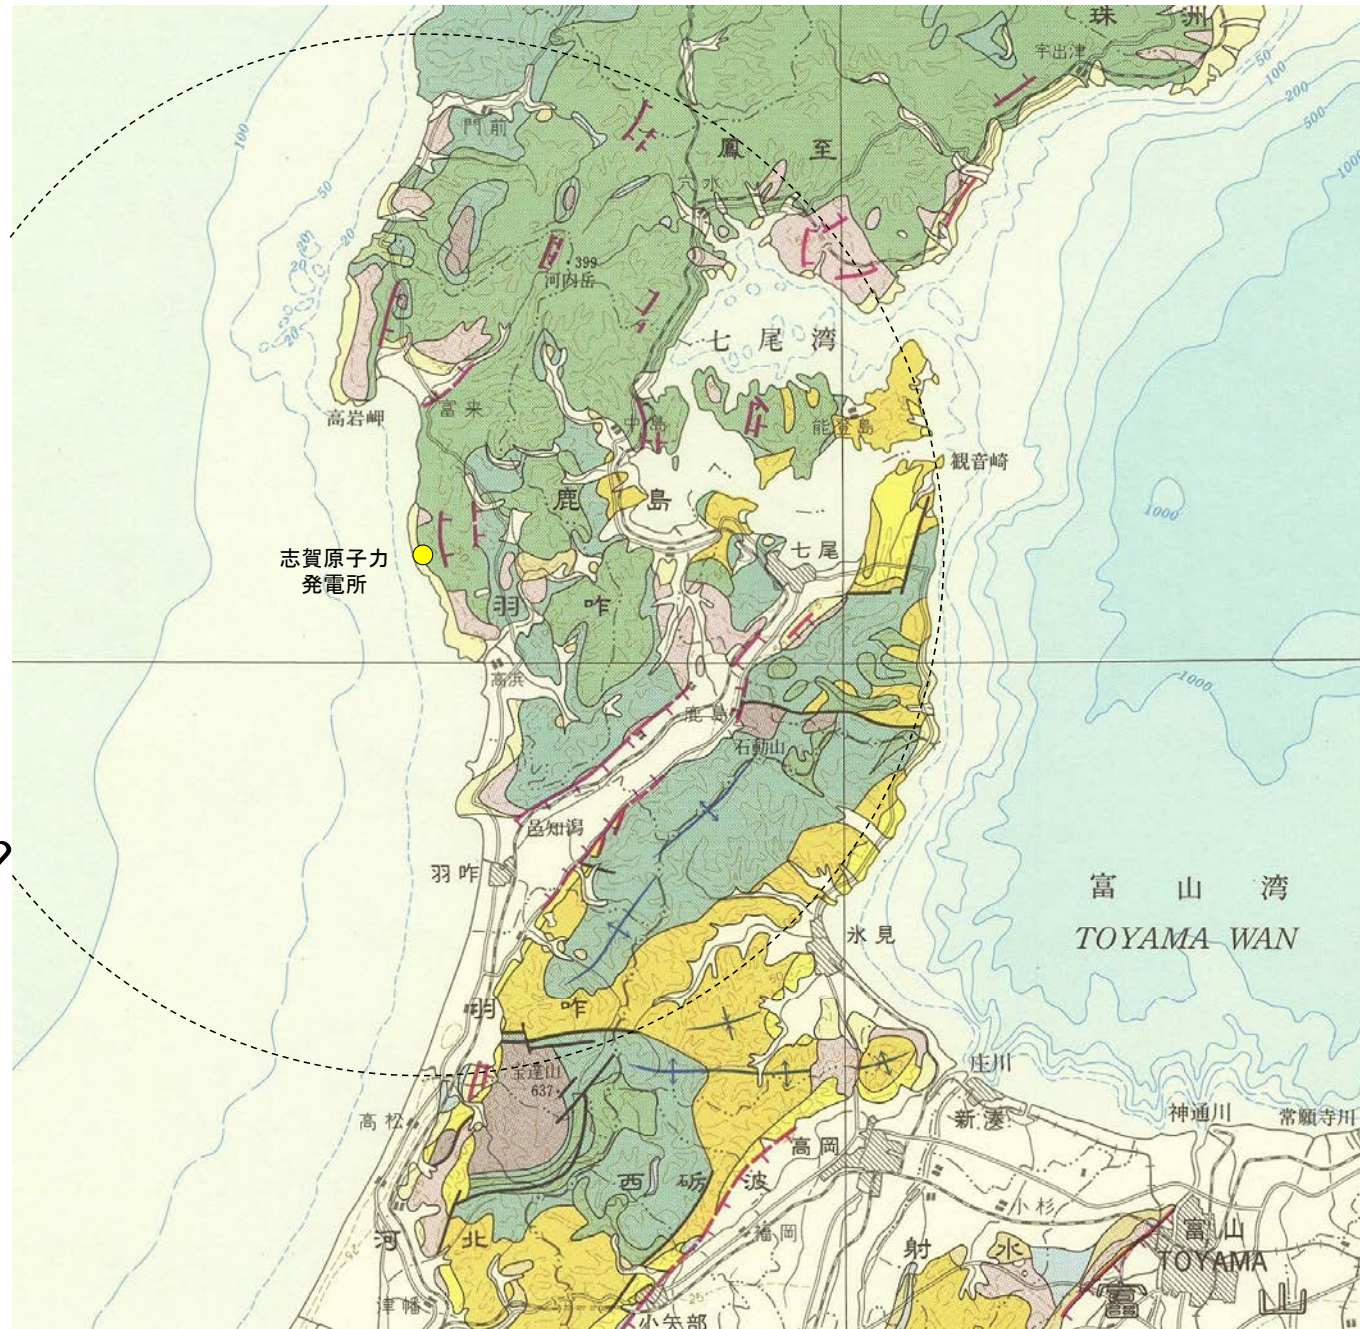 珠洲
宇出津
50
100
200
500
1000
100
門前
鳳至
穴水
50
20
20
20
20
399
河内岳
七尾湾
高岩岬
富来
中島
能登島
観音崎
1000
鹿島
七尾
志賀原子力
発電所
羽咋
高浜
1000
鹿島
石動山
邑知潟
羽咋
富山湾
TOYAMA WAN
氷見
羽咋
宝達山
637
庄川
高松
新湊
神通川
常願寺川
高岡
西砺波
小杉
福岡
河北
射水
富山
TOYAMA
富山
津幡
25
25
小矢部